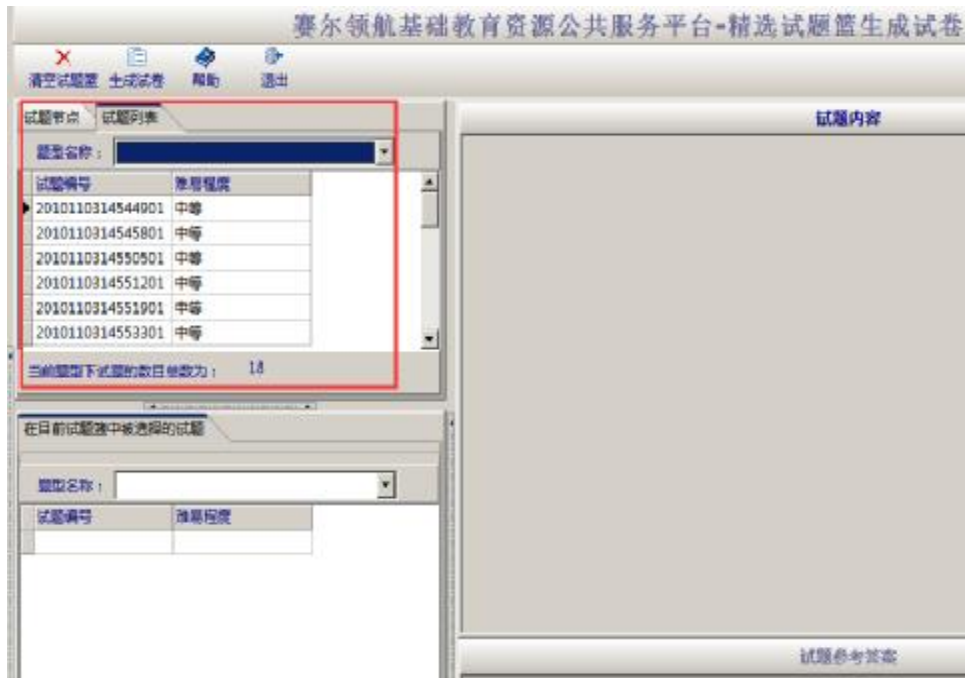 赛尔领航基础教育资源公共服务平台-精选试题篮生成试卷
清空试题篮 生成试卷 帮助 退出
试题节点 试题列表
试题内容
题型名称：
试题编号 难易程度
2010110314544901 中等
2010110314545801 中等
2010110314550501 中等
2010110314551201 中等
2010110314551901 中等
2010110314553301 中等
当前题型下试题的数目总数为： 18
在目前试题篮中被选择的试题
题型名称：
试题编号 难易程度
试题参考答案